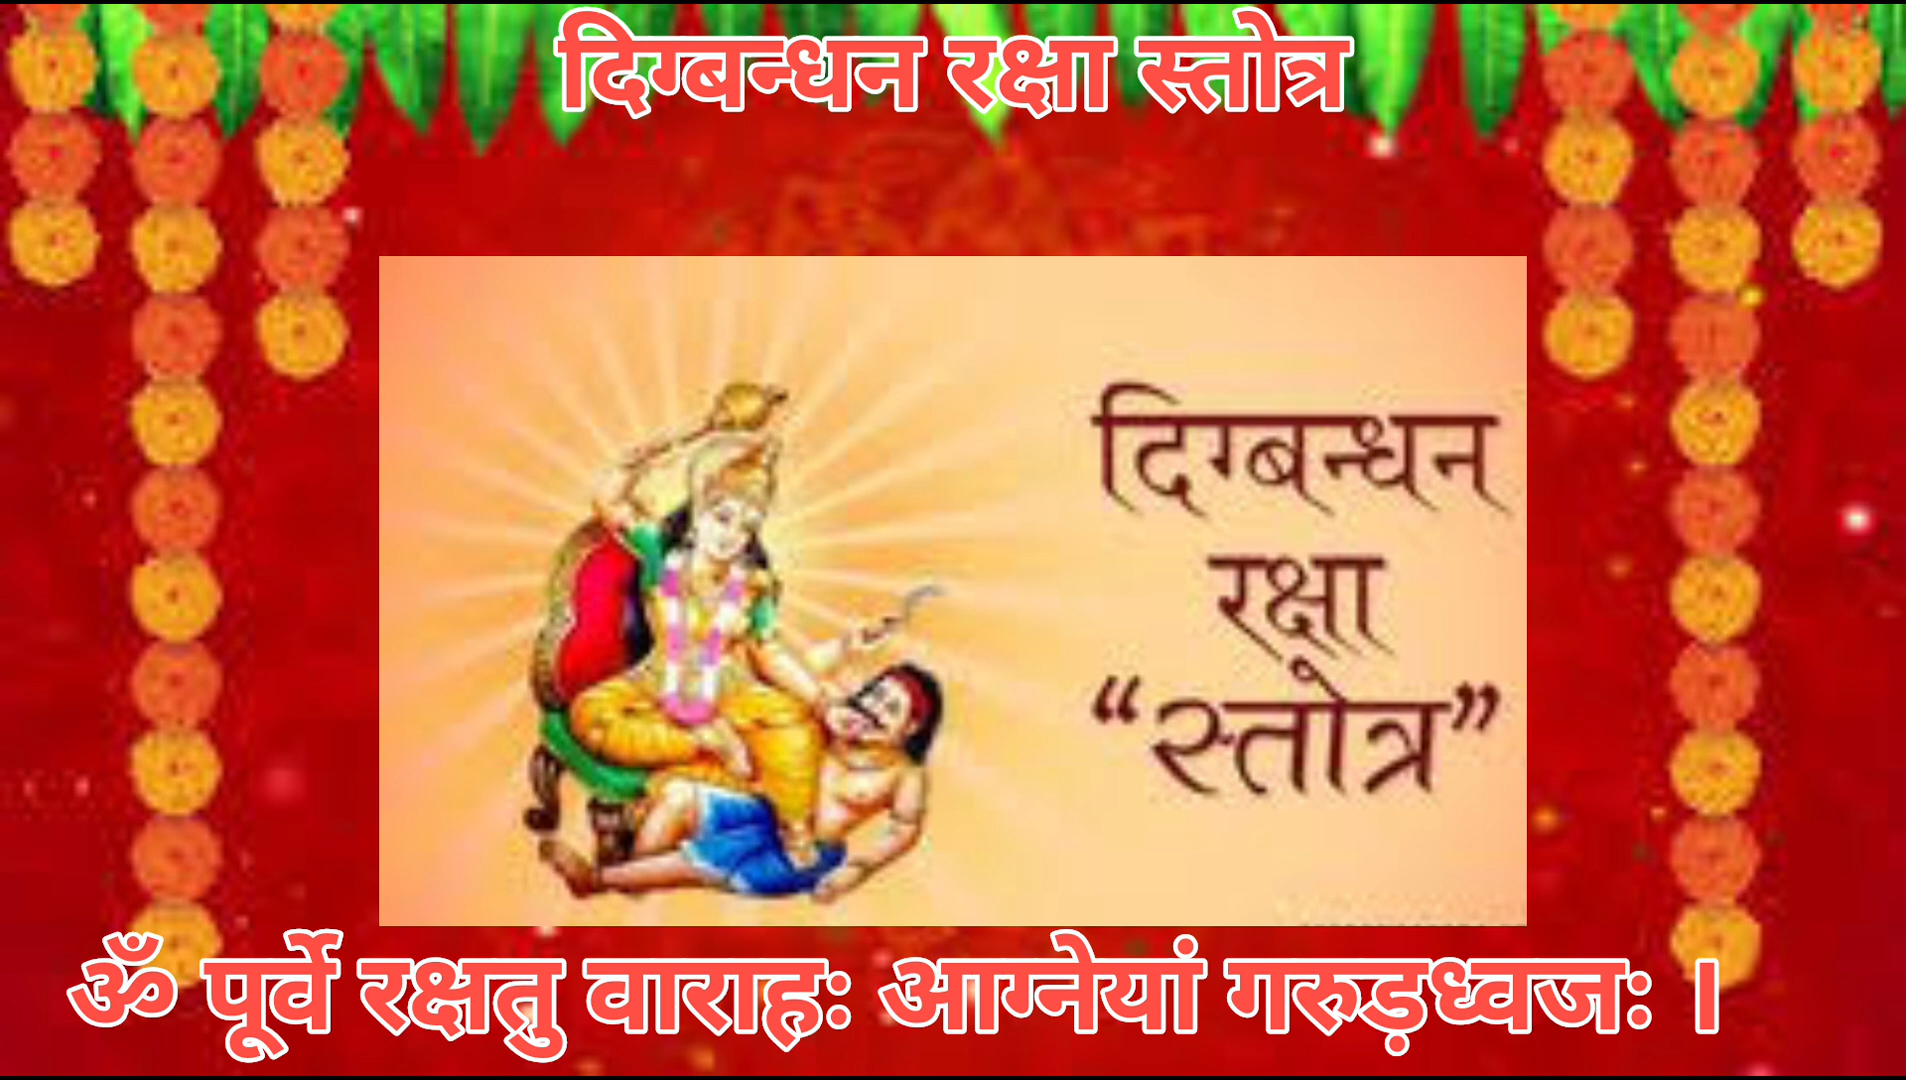 दिग्बन्धन रक्षा स्तोत्र
दिग्बन्धन
रक्षा
“स्तोत्र”
ॐ पूर्वे रक्षतु वाराहः आग्नेयां गरुड़ध्वजः ।